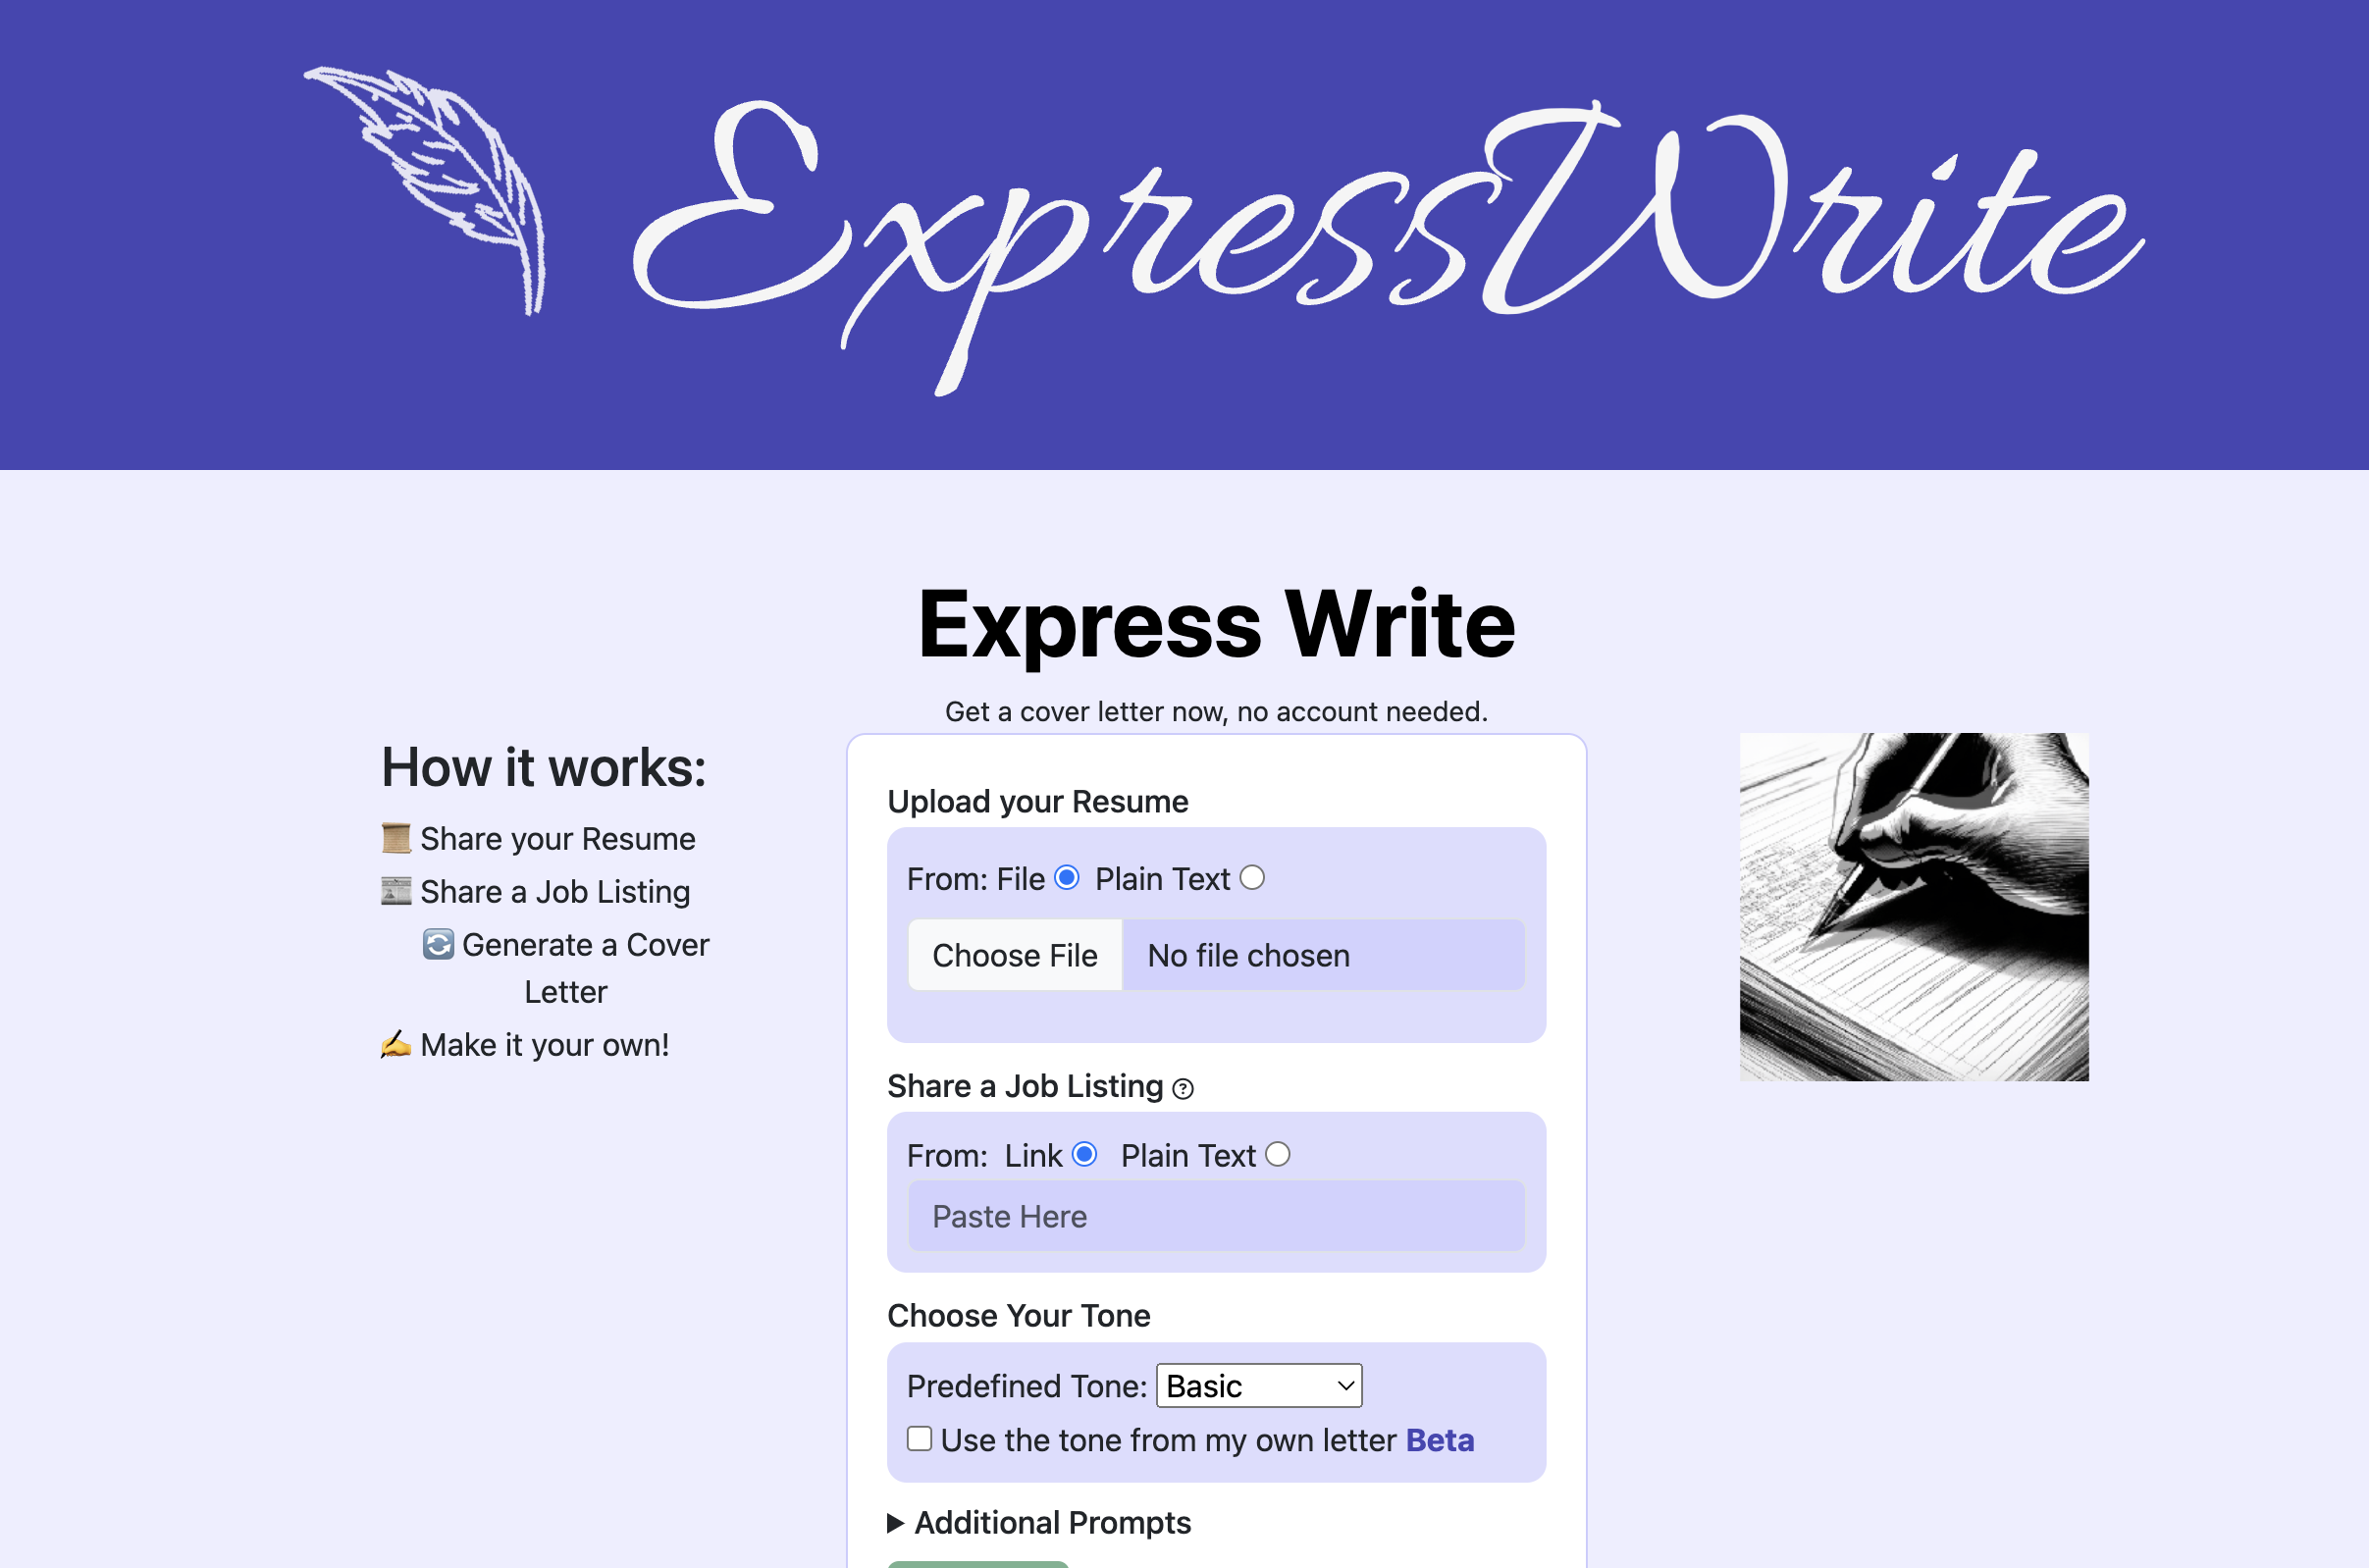 ExpressWrite
Express Write
Get a cover letter now, no account needed.
How it works:
📜 Share your Resume
📰 Share a Job Listing
🔄 Generate a Cover
Letter
✍️ Make it your own!
Upload your Resume
From: File Plain Text
Choose File No file chosen
Share a Job Listing
From: Link Plain Text
Paste Here
Choose Your Tone
Predefined Tone: Basic
Use the tone from my own letter Beta
Additional Prompts